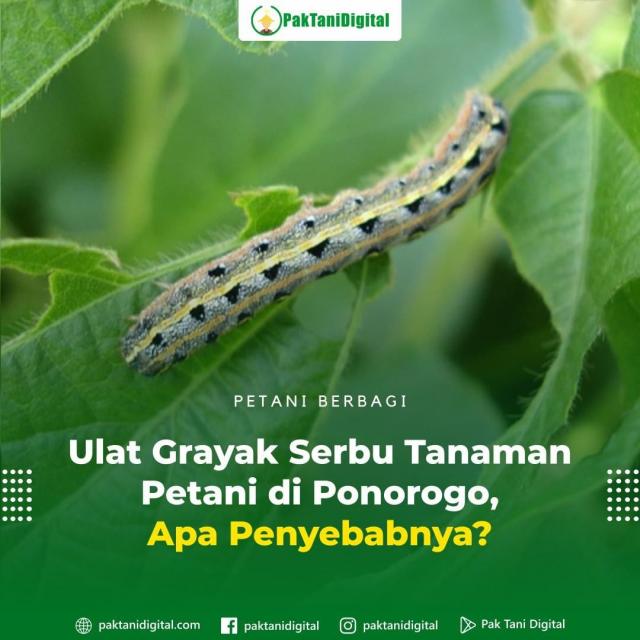 PakTaniDigital
PETANI BERBAGI
Ulat Grayak Serbu Tanaman
Petani di Ponorogo,
Apa Penyebabnya?
paktanidigital.com paktanidigital paktanidigital Pak Tani Digital